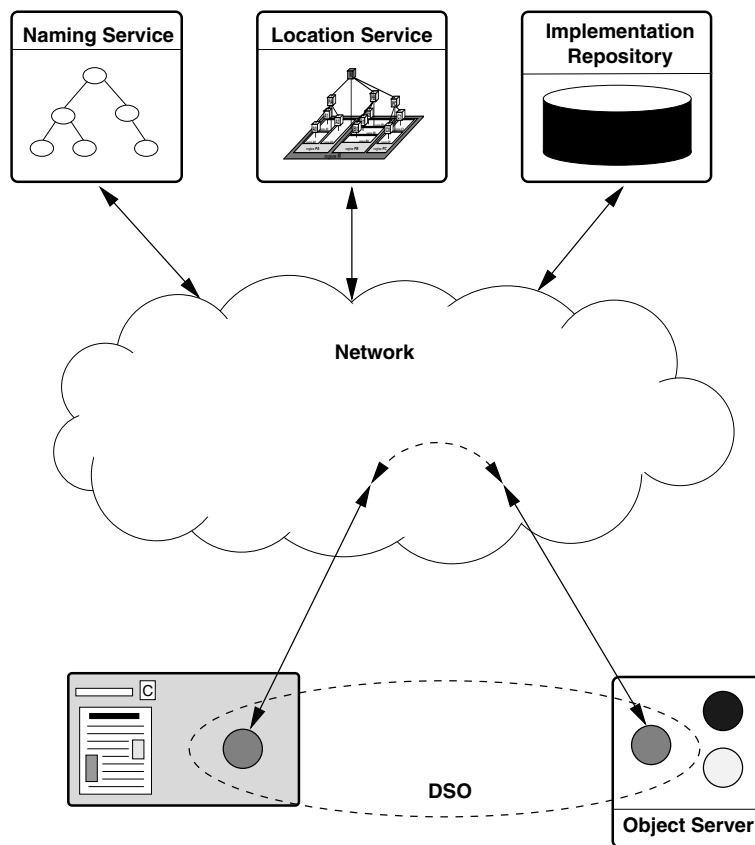 Naming Service
Location Service
Implementation
Repository
Network
C
DSO
Object Server